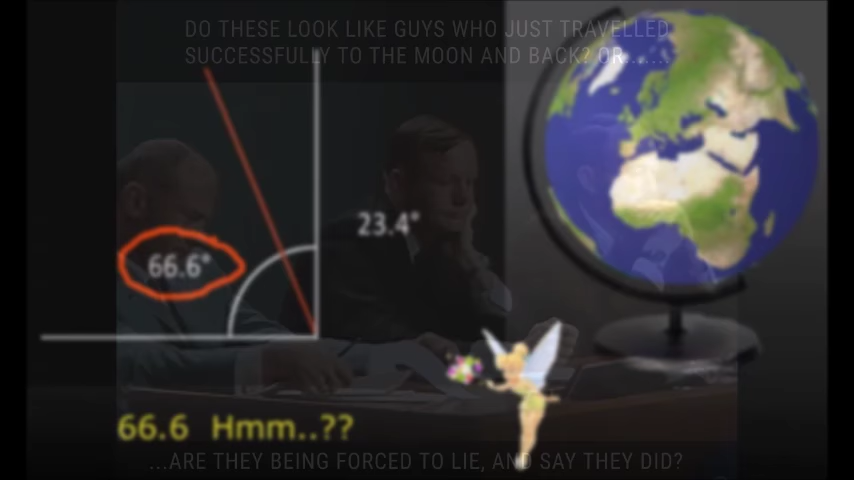 DO THESE LOOK LIKE GUYS WHO JUST TRAVELLED
SUCCESSFULLY TO THE MOON AND BACK? OR.......
23.4°
66.6°
66.6 Hmm..??
...ARE THEY BEING FORCED TO LIE, AND SAY THEY DID?